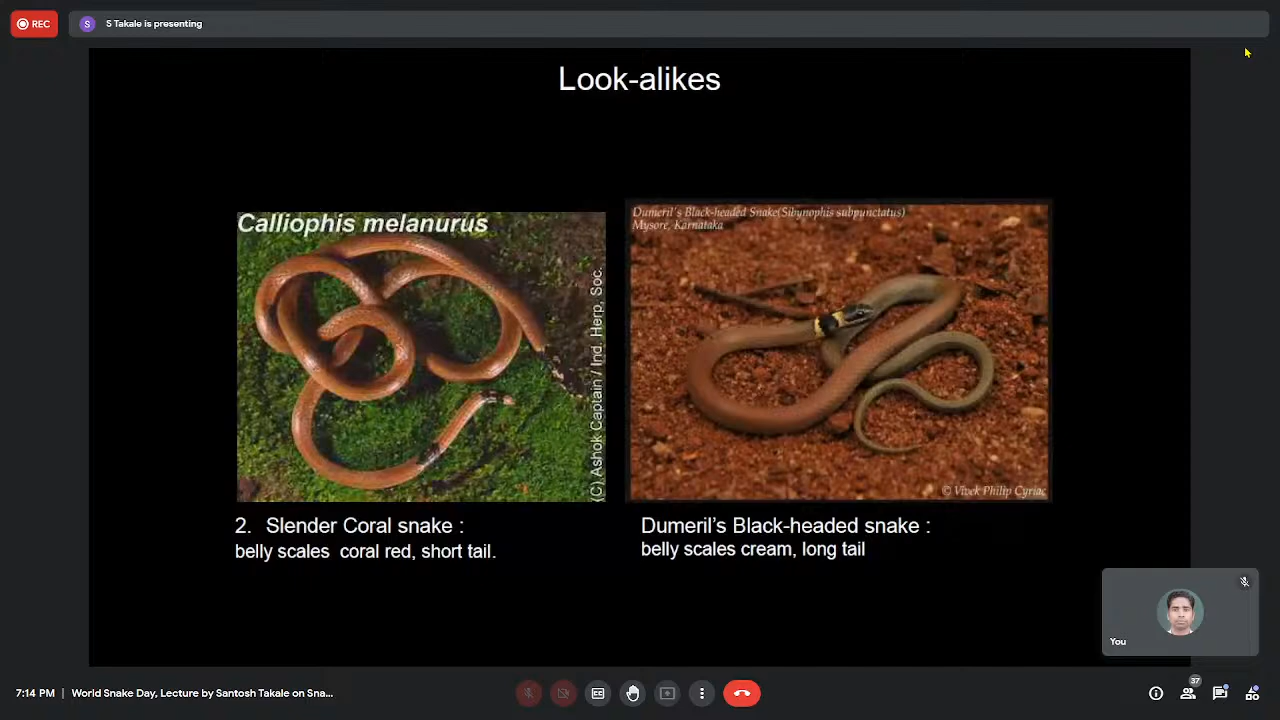 REC
S
S Takale is presenting
Look-alikes
Calliophis melanurus
(C) Ashok Captain / Ind. Herp. Soc.
Dumeril's Black-headed Snake(Sibynophis subpunctatus)
Mysore, Karnataka
© Vivek Philip Cyriac
2. Slender Coral snake :
belly scales coral red, short tail.
Dumeril's Black-headed snake :
belly scales cream, long tail
You
7:14 PM | World Snake Day, Lecture by Santosh Takale on Sna...
37